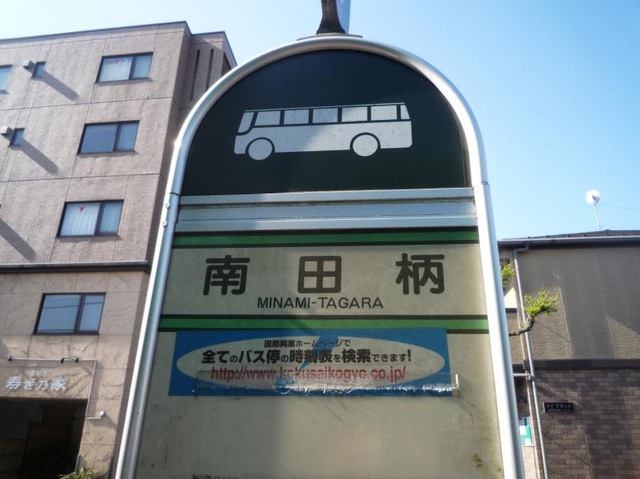 南田柄
MINAMI-TAGARA
国際興業ホームページで
全てのバス停の時刻表を検索できます!
http://www.kokusaikogyo.co.jp/
寿き乃家